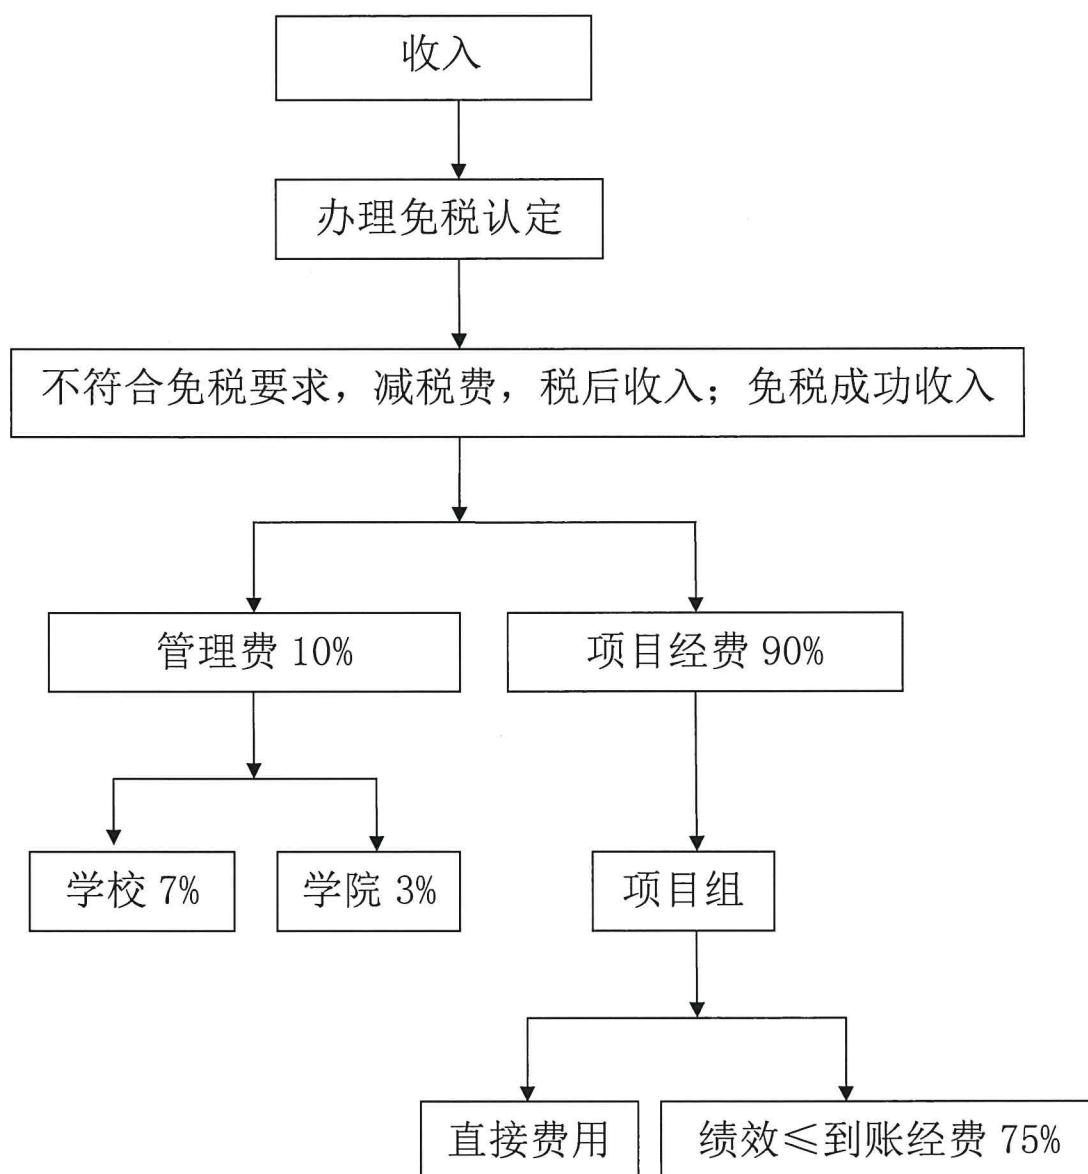 收入
办理免税认定
不符合免税要求，减税费，税后收入；免税成功收入
管理费 10%
项目经费 90%
学校 7%
学院 3%
项目组
直接费用
绩效≤到账经费 75%